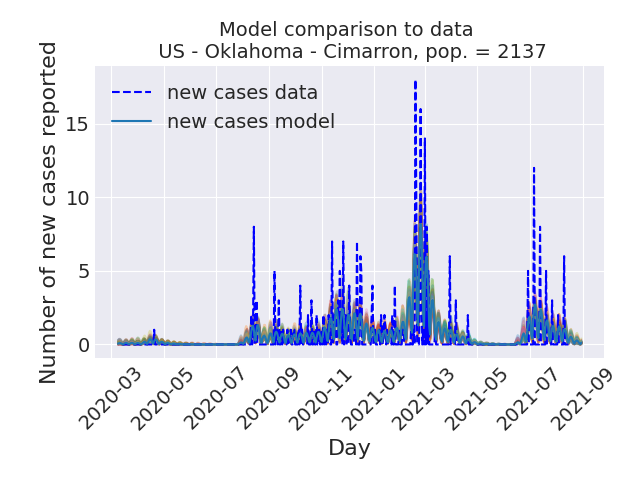 Model comparison to data
US - Oklahoma - Cimarron, pop. = 2137
new cases data
new cases model
Number of new cases reported
15
10
5
0
2020-03
2020-05
2020-07
2020-09
2020-11
2021-01
2021-03
2021-05
2021-07
2021-09
Day